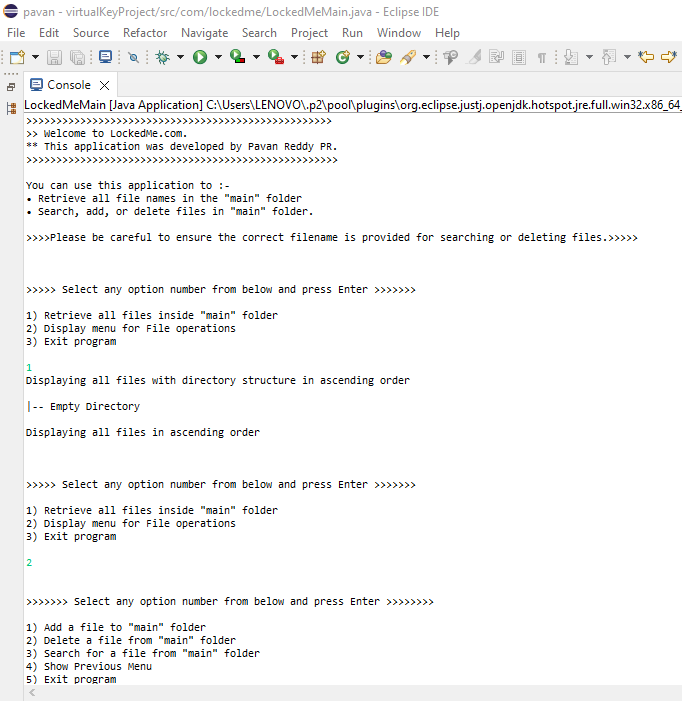 pavan - virtualKeyProject/src/com/lockedme/LockedMeMain.java - Eclipse IDE
File Edit Source Refactor Navigate Search Project Run Window Help
Console
LockedMeMain [Java Application] C:\Users\LENOVO\.p2\pool\plugins\org.eclipse.justj.openjdk.hotspot.jre.full.win32.x86_64_
>>>>>>>>>>>>>>>>>>>>>>>>>>>>>>>>>>>>>>>>>>>>>>>>>>>
>> Welcome to LockedMe.com.
** This application was developed by Pavan Reddy PR.
>>>>>>>>>>>>>>>>>>>>>>>>>>>>>>>>>>>>>>>>>>>>>>>>>>>>
You can use this application to :-
• Retrieve all file names in the "main" folder
• Search, add, or delete files in "main" folder.
>>>>Please be careful to ensure the correct filename is provided for searching or deleting files.>>>>>
>>>>> Select any option number from below and press Enter >>>>>>>
1) Retrieve all files inside "main" folder
2) Display menu for File operations
3) Exit program
1
Displaying all files with directory structure in ascending order
|-- Empty Directory
Displaying all files in ascending order
>>>>> Select any option number from below and press Enter >>>>>>>
1) Retrieve all files inside "main" folder
2) Display menu for File operations
3) Exit program
2
>>>>>>> Select any option number from below and press Enter >>>>>>>>
1) Add a file to "main" folder
2) Delete a file from "main" folder
3) Search for a file from "main" folder
4) Show Previous Menu
5) Exit program